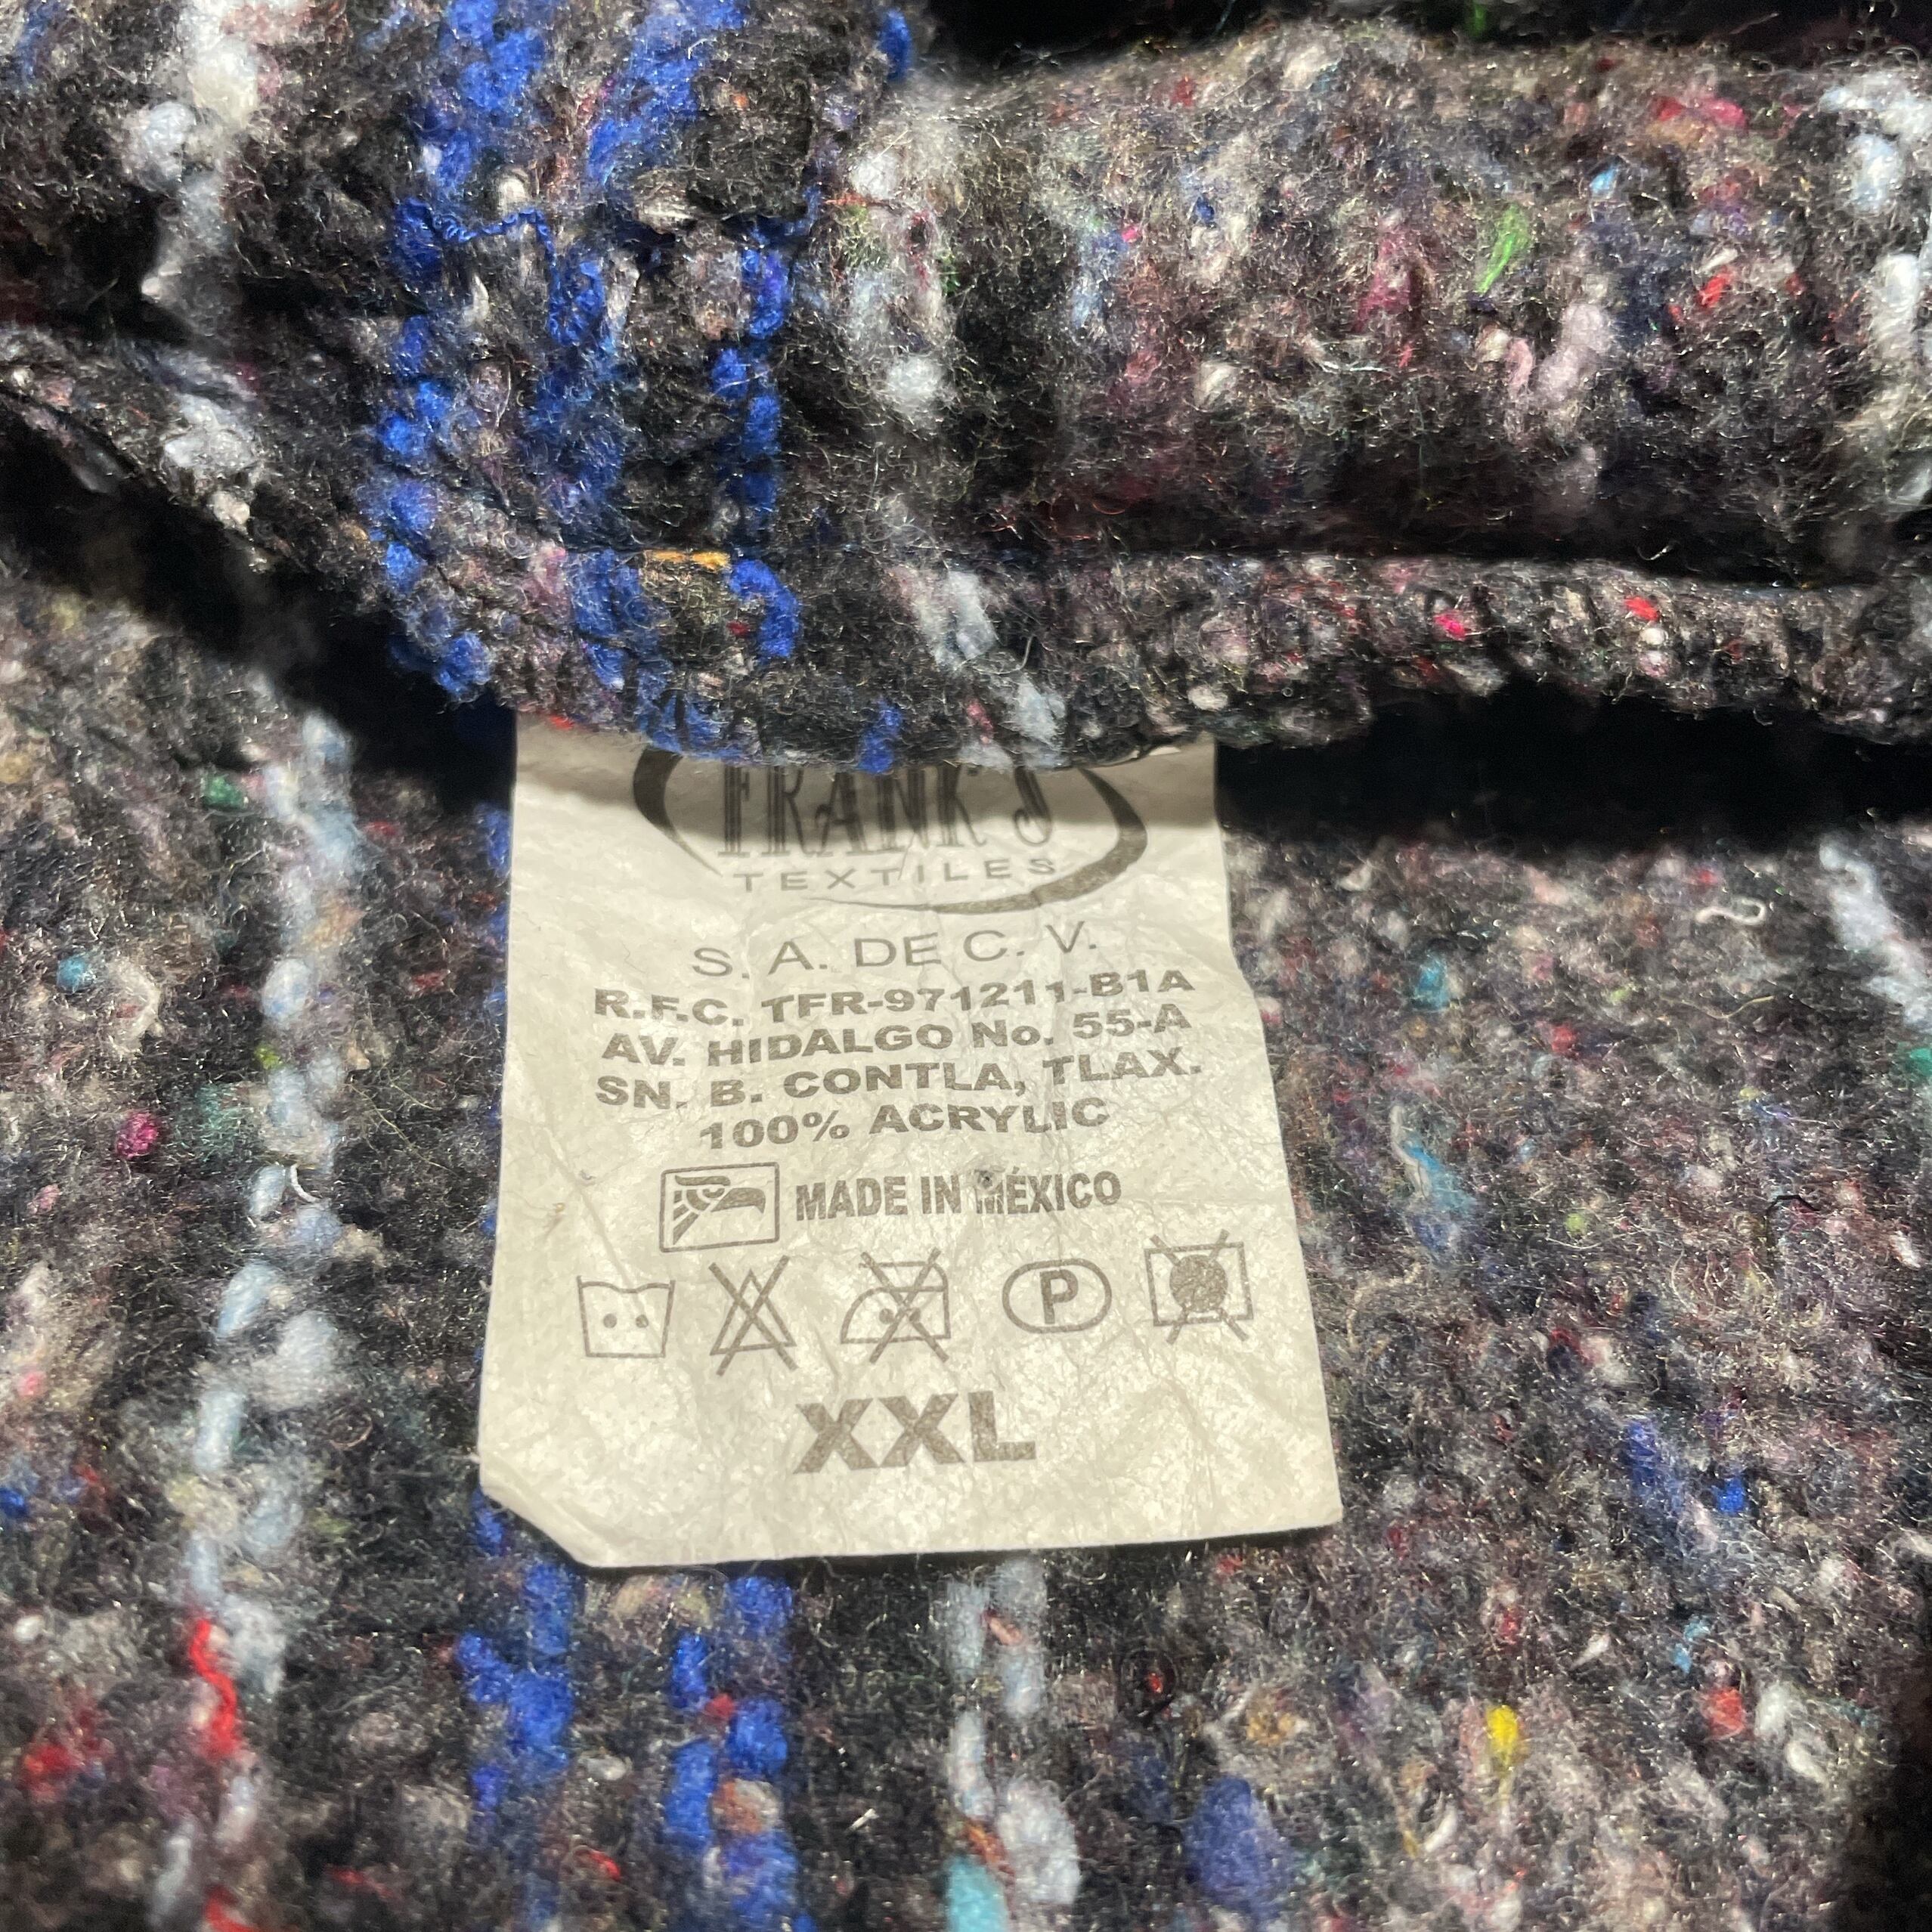 FRANK'S
TEXTILES
S. A. DE C. V.
R.F.C. TFR-971211-B1A
AV. HIDALGO No. 55-A
SN. B. CONTLA, TLAX.
100% ACRYLIC
MADE IN MÉXICO
P
XXL